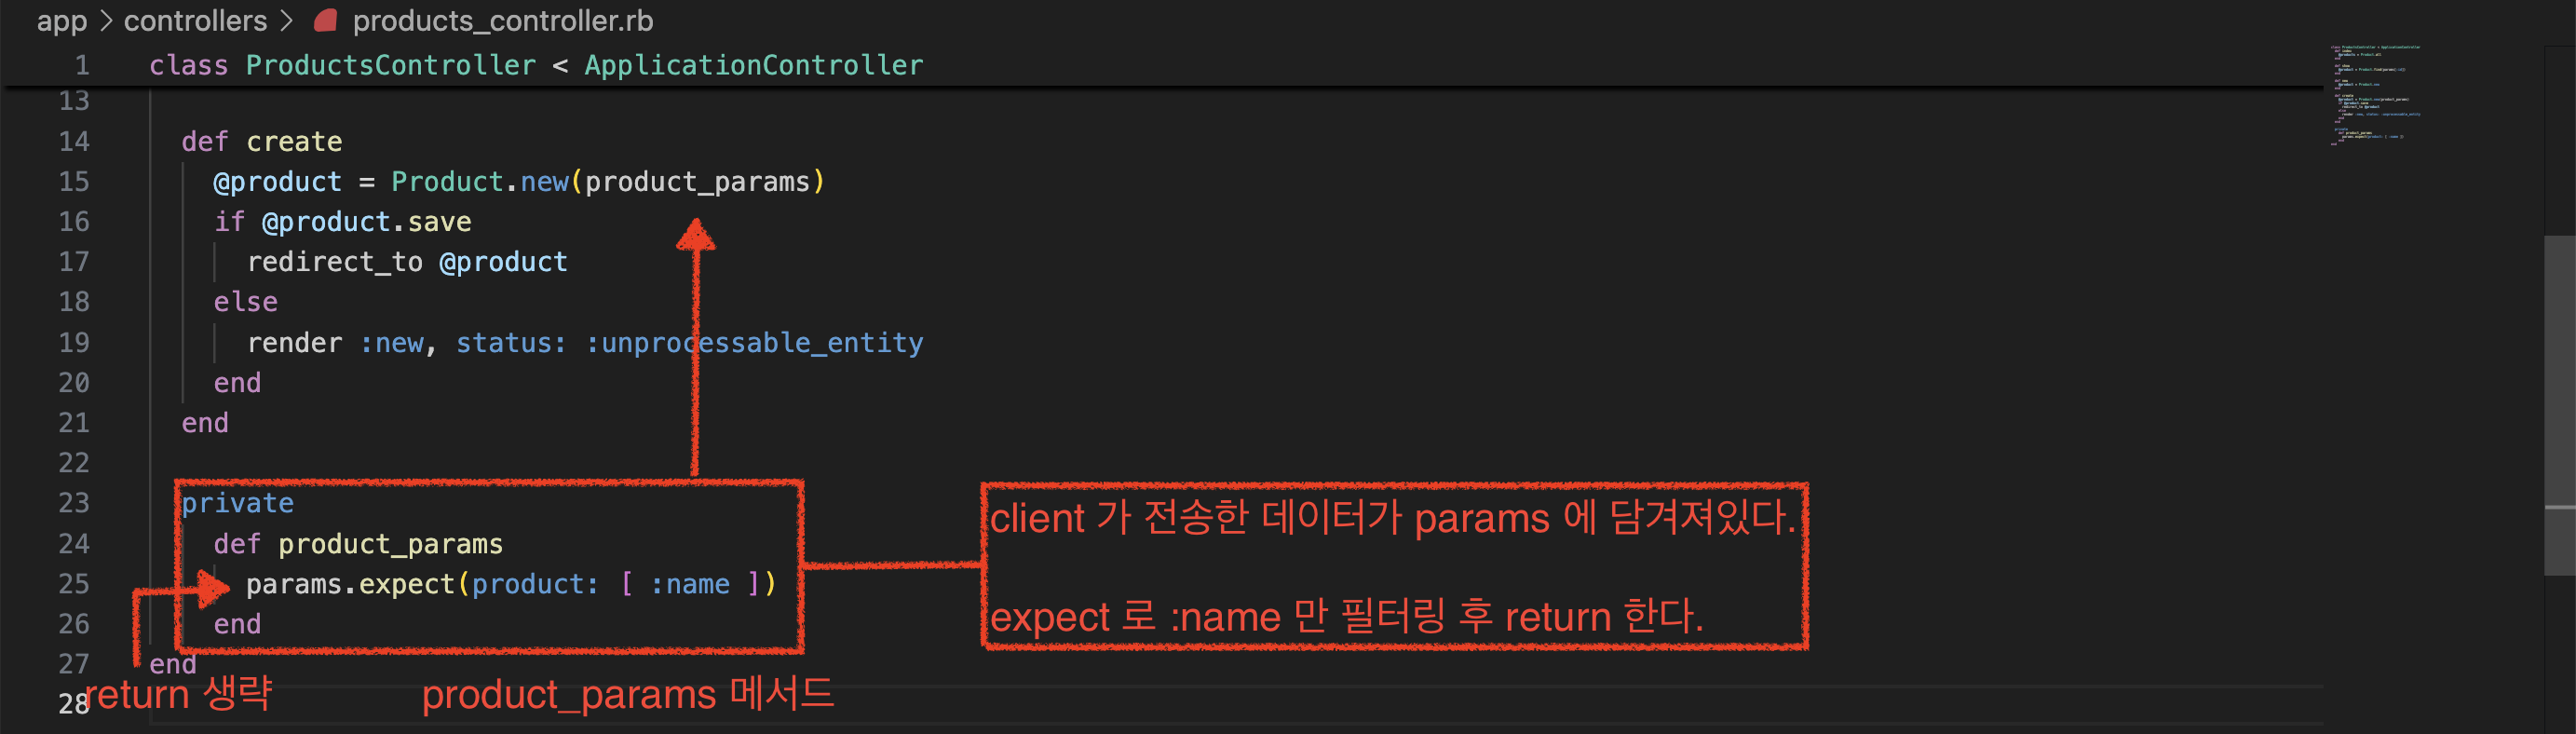 app > controllers > products_controller.rb
1 class ProductsController < ApplicationController
13
14 def create
15 @product = Product.new(product_params)
16 if @product.save
17 redirect_to @product
18 else
19 render :new, status: :unprocessable_entity
20 end
21 end
22
23 private
24 def product_params
25 params.expect(product: [ :name ])
26 end
27 end
28
client 가 전송한 데이터가 params 에 담겨져있다.
expect 로 :name 만 필터링 후 return 한다.
return 생략
product_params 메서드